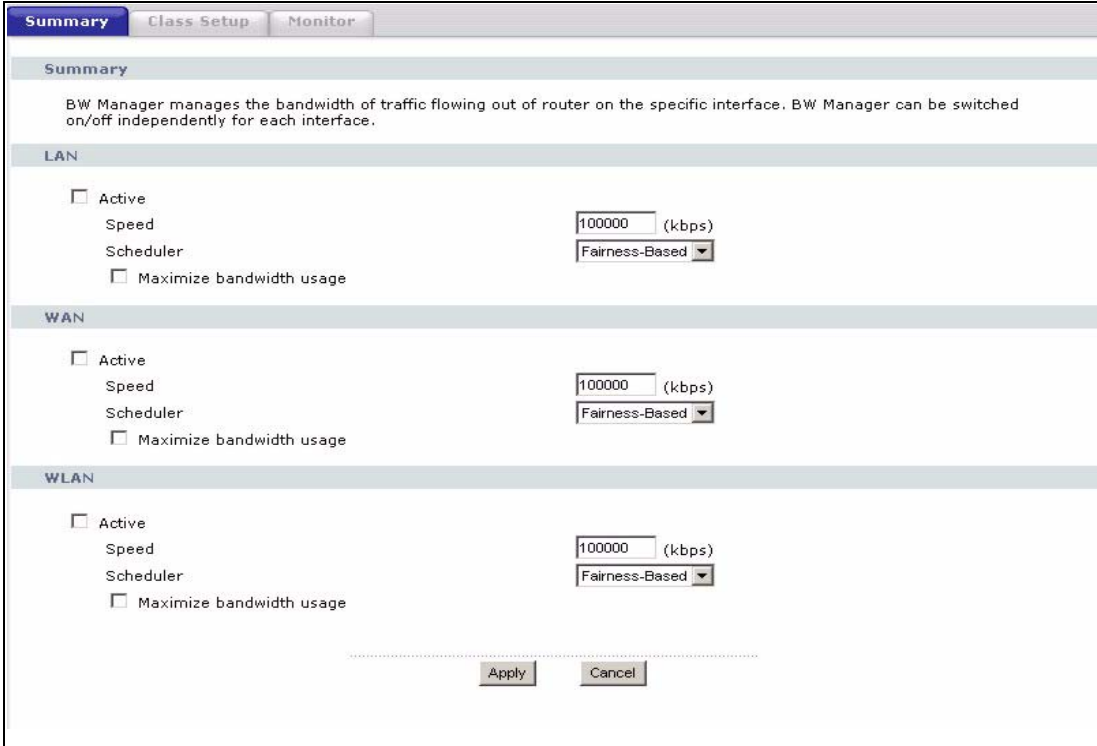 Summary Class Setup Monitor
Summary
BW Manager manages the bandwidth of traffic flowing out of router on the specific interface. BW Manager can be switched
on/off independently for each interface.
LAN
Active
Speed 100000 (kbps)
Scheduler Fairness-Based
Maximize bandwidth usage
WAN
Active
Speed 100000 (kbps)
Scheduler Fairness-Based
Maximize bandwidth usage
WLAN
Active
Speed 100000 (kbps)
Scheduler Fairness-Based
Maximize bandwidth usage
Apply Cancel